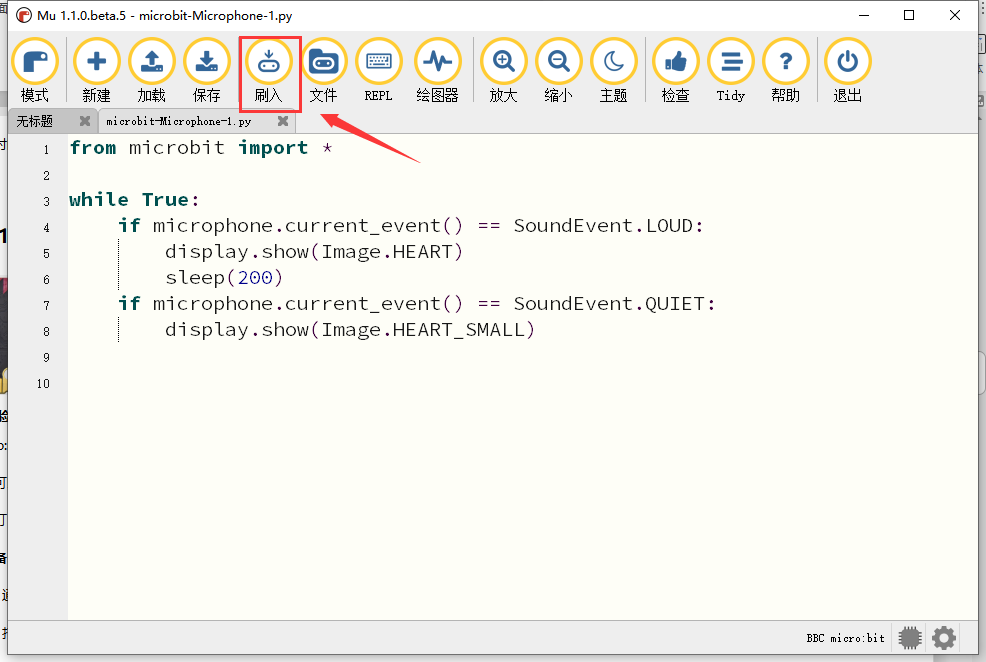 Mu 1.1.0.beta.5 - microbit-Microphone-1.py
模式 新建 加载 保存 刷入 文件 REPL 绘图器 放大 缩小 主题 检查 Tidy 帮助 退出
无标题 microbit-Microphone-1.py
1 from microbit import *
2
3 while True:
4 if microphone.current_event() == SoundEvent.LOUD:
5 display.show(Image.HEART)
6 sleep(200)
7 if microphone.current_event() == SoundEvent.QUIET:
8 display.show(Image.HEART_SMALL)
9
10
BBC micro:bit